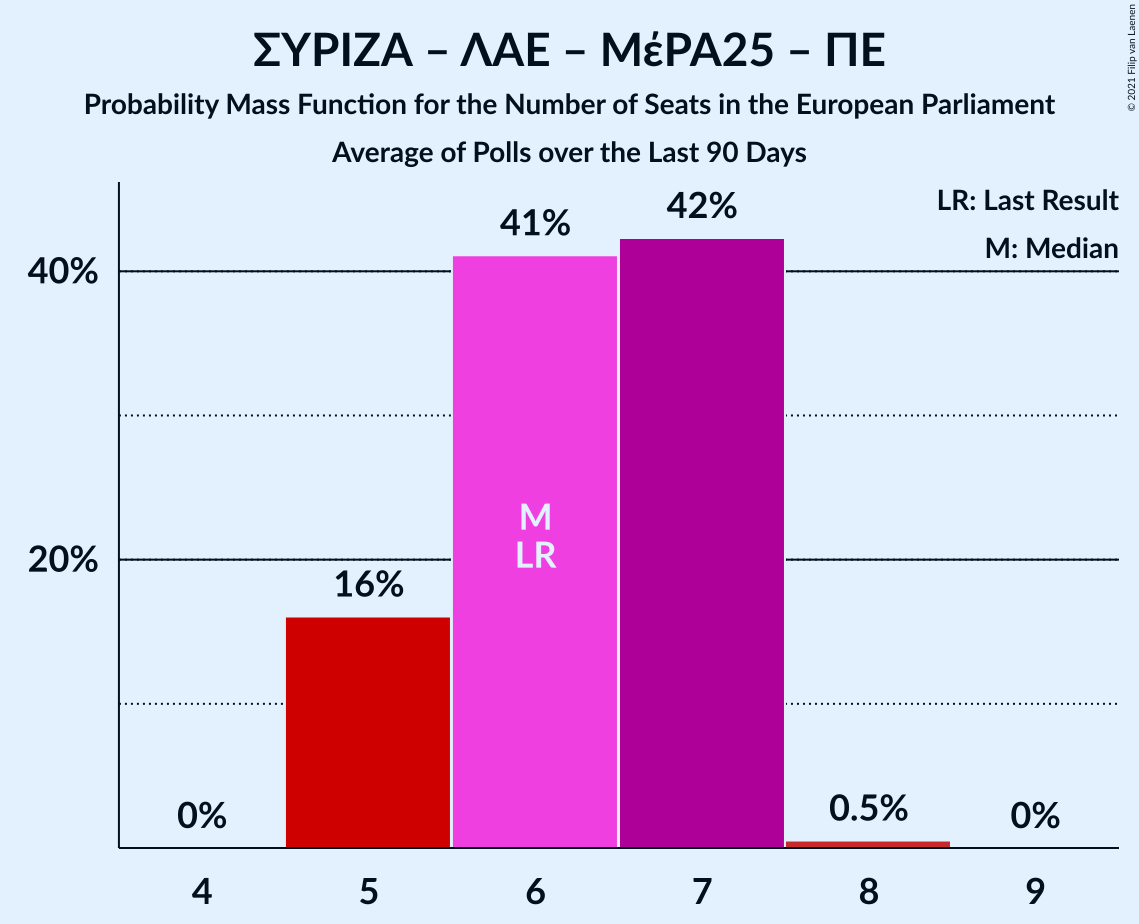 ΣΥΡΙΖΑ – ΛΑΕ – ΜέΡΑ25 – ΠΕ
Probability Mass Function for the Number of Seats in the European Parliament
Average of Polls over the Last 90 Days
© 2021 Filip van Laenen
LR: Last Result
M: Median
42%
41%
40%
M
LR
20%
16%
0%
0.5%
0%
4 5 6 7 8 9